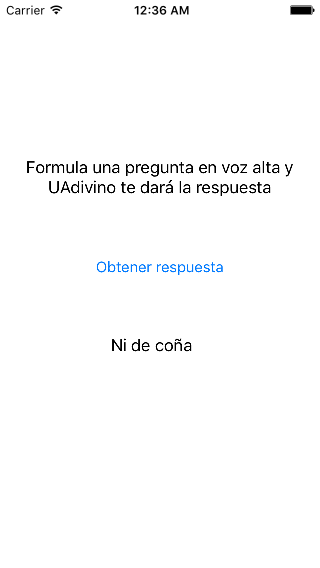 Carrier 12:36 AM
Formula una pregunta en voz alta y
UAdivino te dará la respuesta
Obtener respuesta
Ni de coña